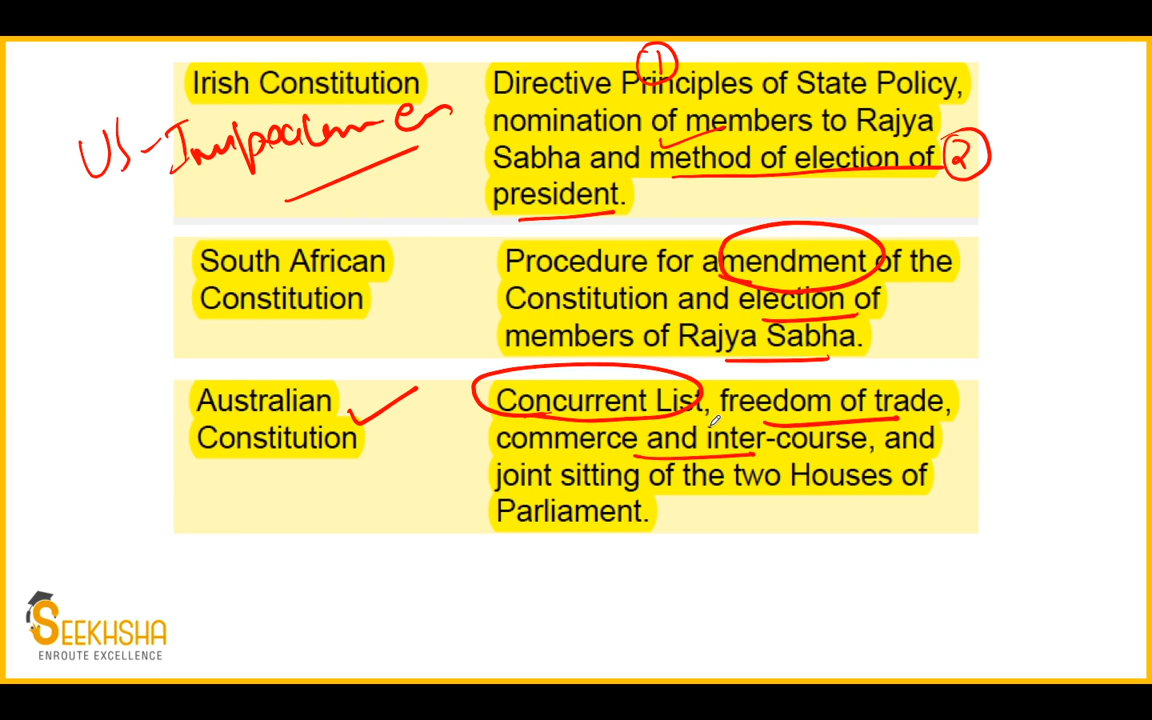 ①
Irish Constitution
Directive Principles of State Policy,
nomination of members to Rajya
Sabha and method of election of
②
president.
US -
South African
Constitution
Procedure for amendment of the
Constitution and election of
members of Rajya Sabha.
Australian
Constitution
Concurrent List, freedom of trade,
commerce and inter-course, and
joint sitting of the two Houses of
Parliament.
SEEKHSHA
ENROUTE EXCELLENCE